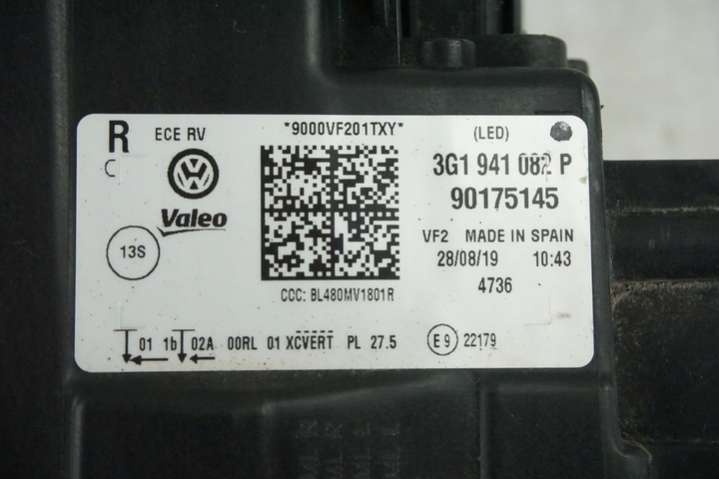 R ECE RV
C
*9000VF201TXY*
(LED)
3G1 941 082 P
90175145
Valeo
VF2 MADE IN SPAIN
28/08/19 10:43
4736
13S
CCC: BL480MV1801R
01 1b 02A 00RL 01 XCVERT PL 27.5 E9 22179